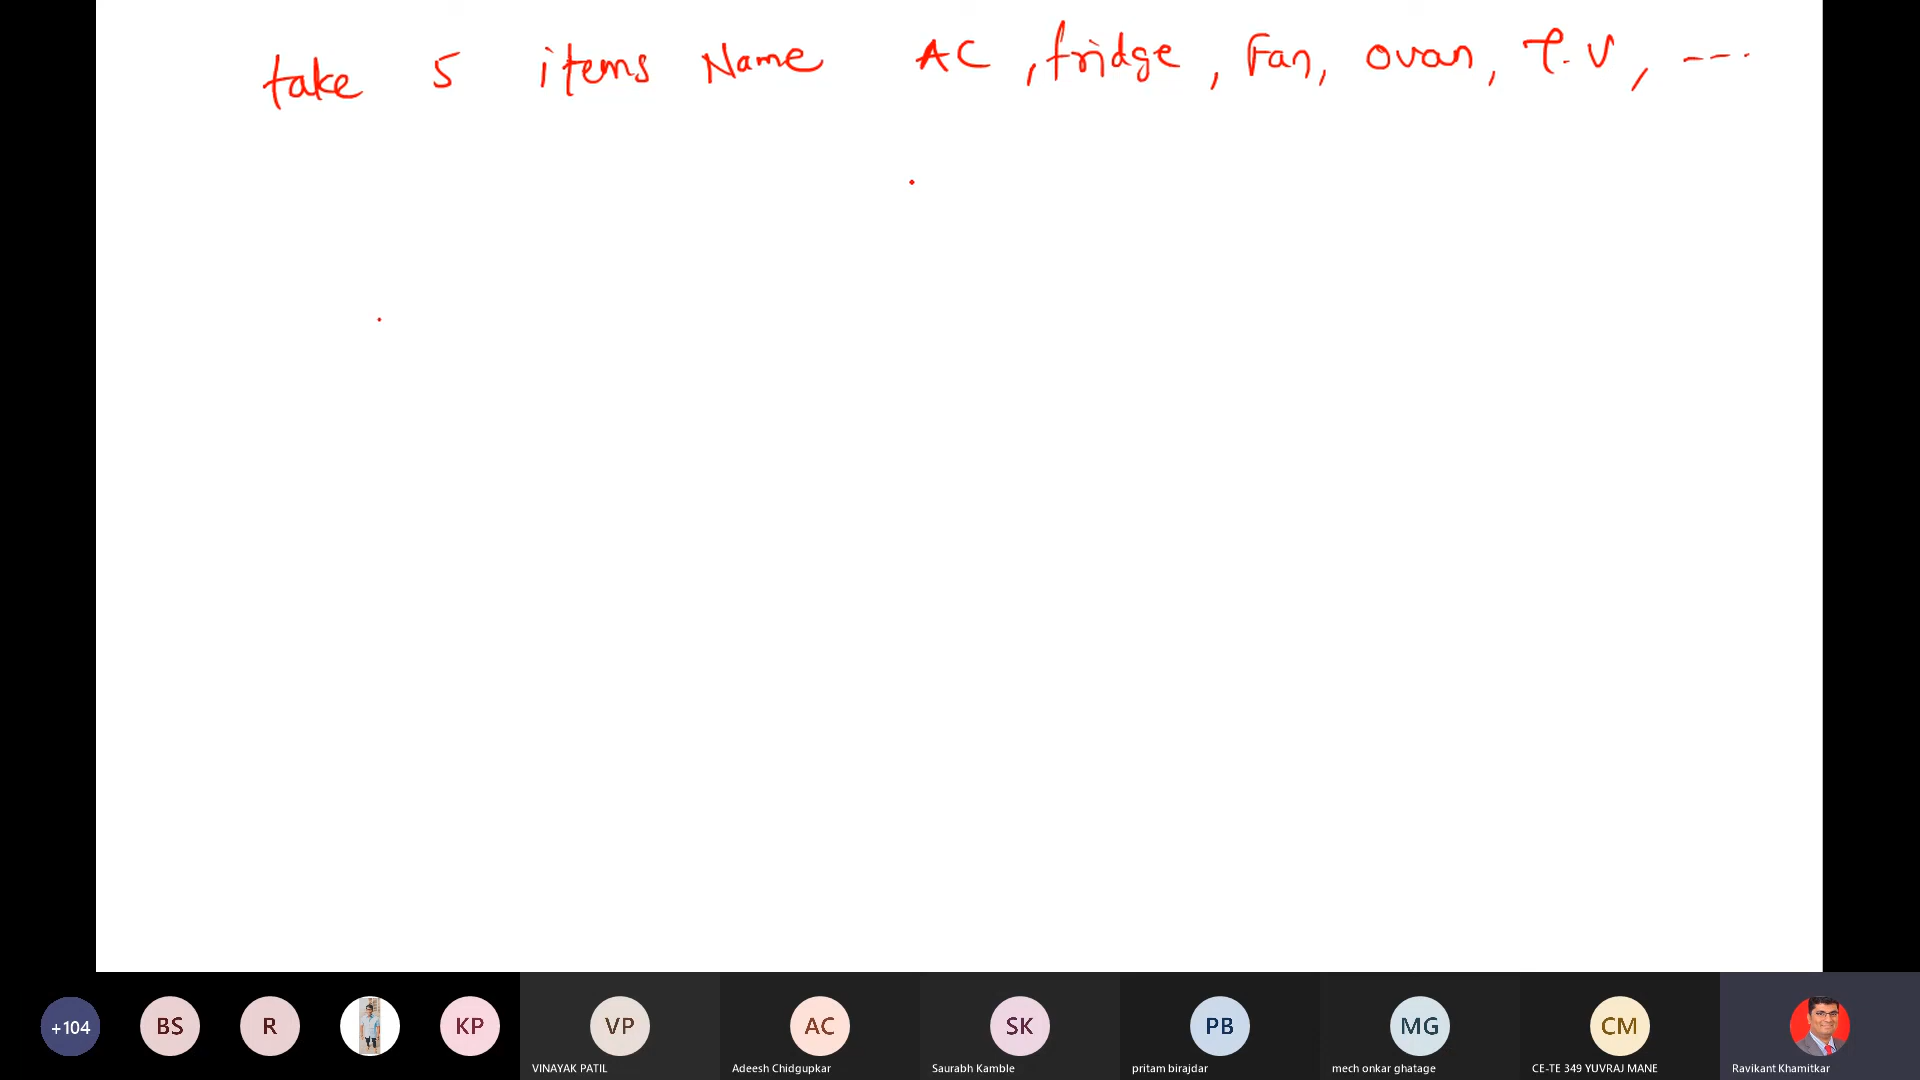 take 5 items Name AC, fridge, Fan, ovan, T.V, ---
+104 BS R KP VP AC SK PB MG CM
VINAYAK PATIL Adeesh Chidgupkar Saurabh Kamble pritam birajdar mech onkar ghatage CE-TE 349 YUVRAJ MANE Ravikant Khamitkar